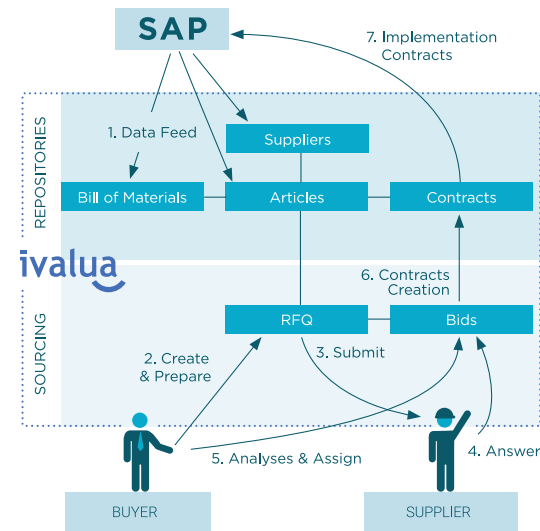 SAP
7. Implementation
Contracts
REPOSITORIES
1. Data Feed
Suppliers
Bill of Materials
Articles
Contracts
ivalua
SOURCING
6. Contracts
Creation
RFQ
Bids
2. Create
& Prepare
3. Submit
5. Analyses & Assign
4. Answer
BUYER
SUPPLIER